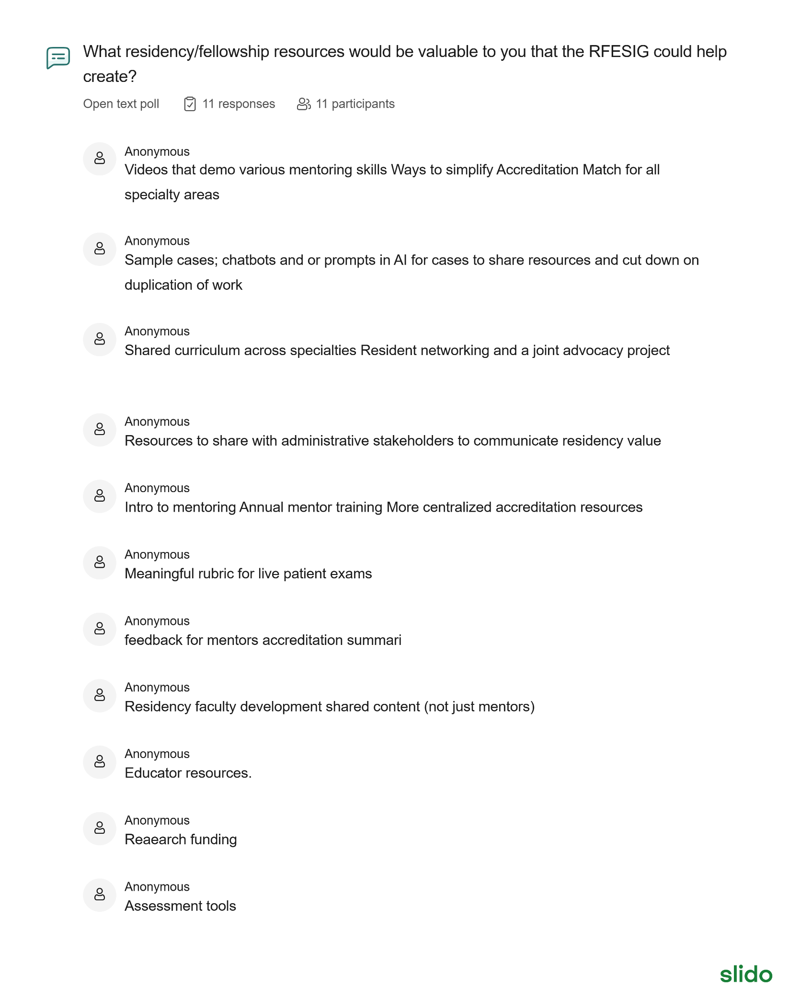 What residency/fellowship resources would be valuable to you that the RFESIG could help
create?
Open text poll 11 responses 11 participants
Anonymous
Videos that demo various mentoring skills Ways to simplify Accreditation Match for all
specialty areas
Anonymous
Sample cases; chatbots and or prompts in AI for cases to share resources and cut down on
duplication of work
Anonymous
Shared curriculum across specialties Resident networking and a joint advocacy project
Anonymous
Resources to share with administrative stakeholders to communicate residency value
Anonymous
Intro to mentoring Annual mentor training More centralized accreditation resources
Anonymous
Meaningful rubric for live patient exams
Anonymous
feedback for mentors accreditation summari
Anonymous
Residency faculty development shared content (not just mentors)
Anonymous
Educator resources.
Anonymous
Reaearch funding
Anonymous
Assessment tools
slido